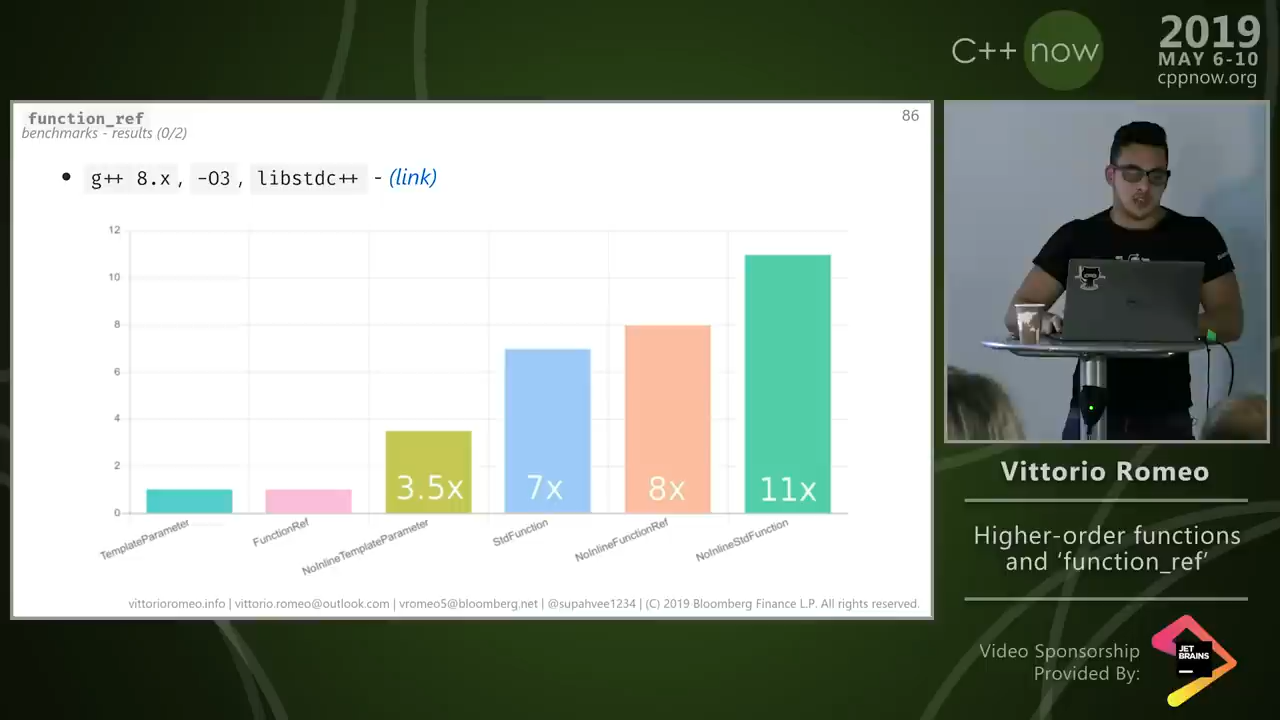 C++ now
2019
MAY 6-10
cppnow.org
function_ref
benchmarks - results (0/2)
86
• g++ 8.x, -O3, libstdc++ - (link)
12
10
8
6
4
2
0
3.5x
7x
8x
11x
TemplateParameter
FunctionRef
NoInlineTemplateParameter
StdFunction
NoInlineFunctionRef
NoInlineStdFunction
vittorioromeo.info | vittorio.romeo@outlook.com | vromeo5@bloomberg.net | @supahvee1234 | (C) 2019 Bloomberg Finance L.P. All rights reserved.
Vittorio Romeo
Higher-order functions
and ‘function_ref’
Video Sponsorship
Provided By:
JET
BRAINS